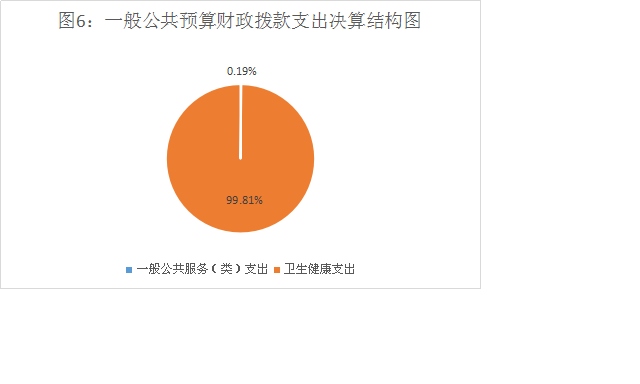 图6：一般公共预算财政拨款支出决算结构图
0.19%
99.81%
一般公共服务（类）支出 卫生健康支出